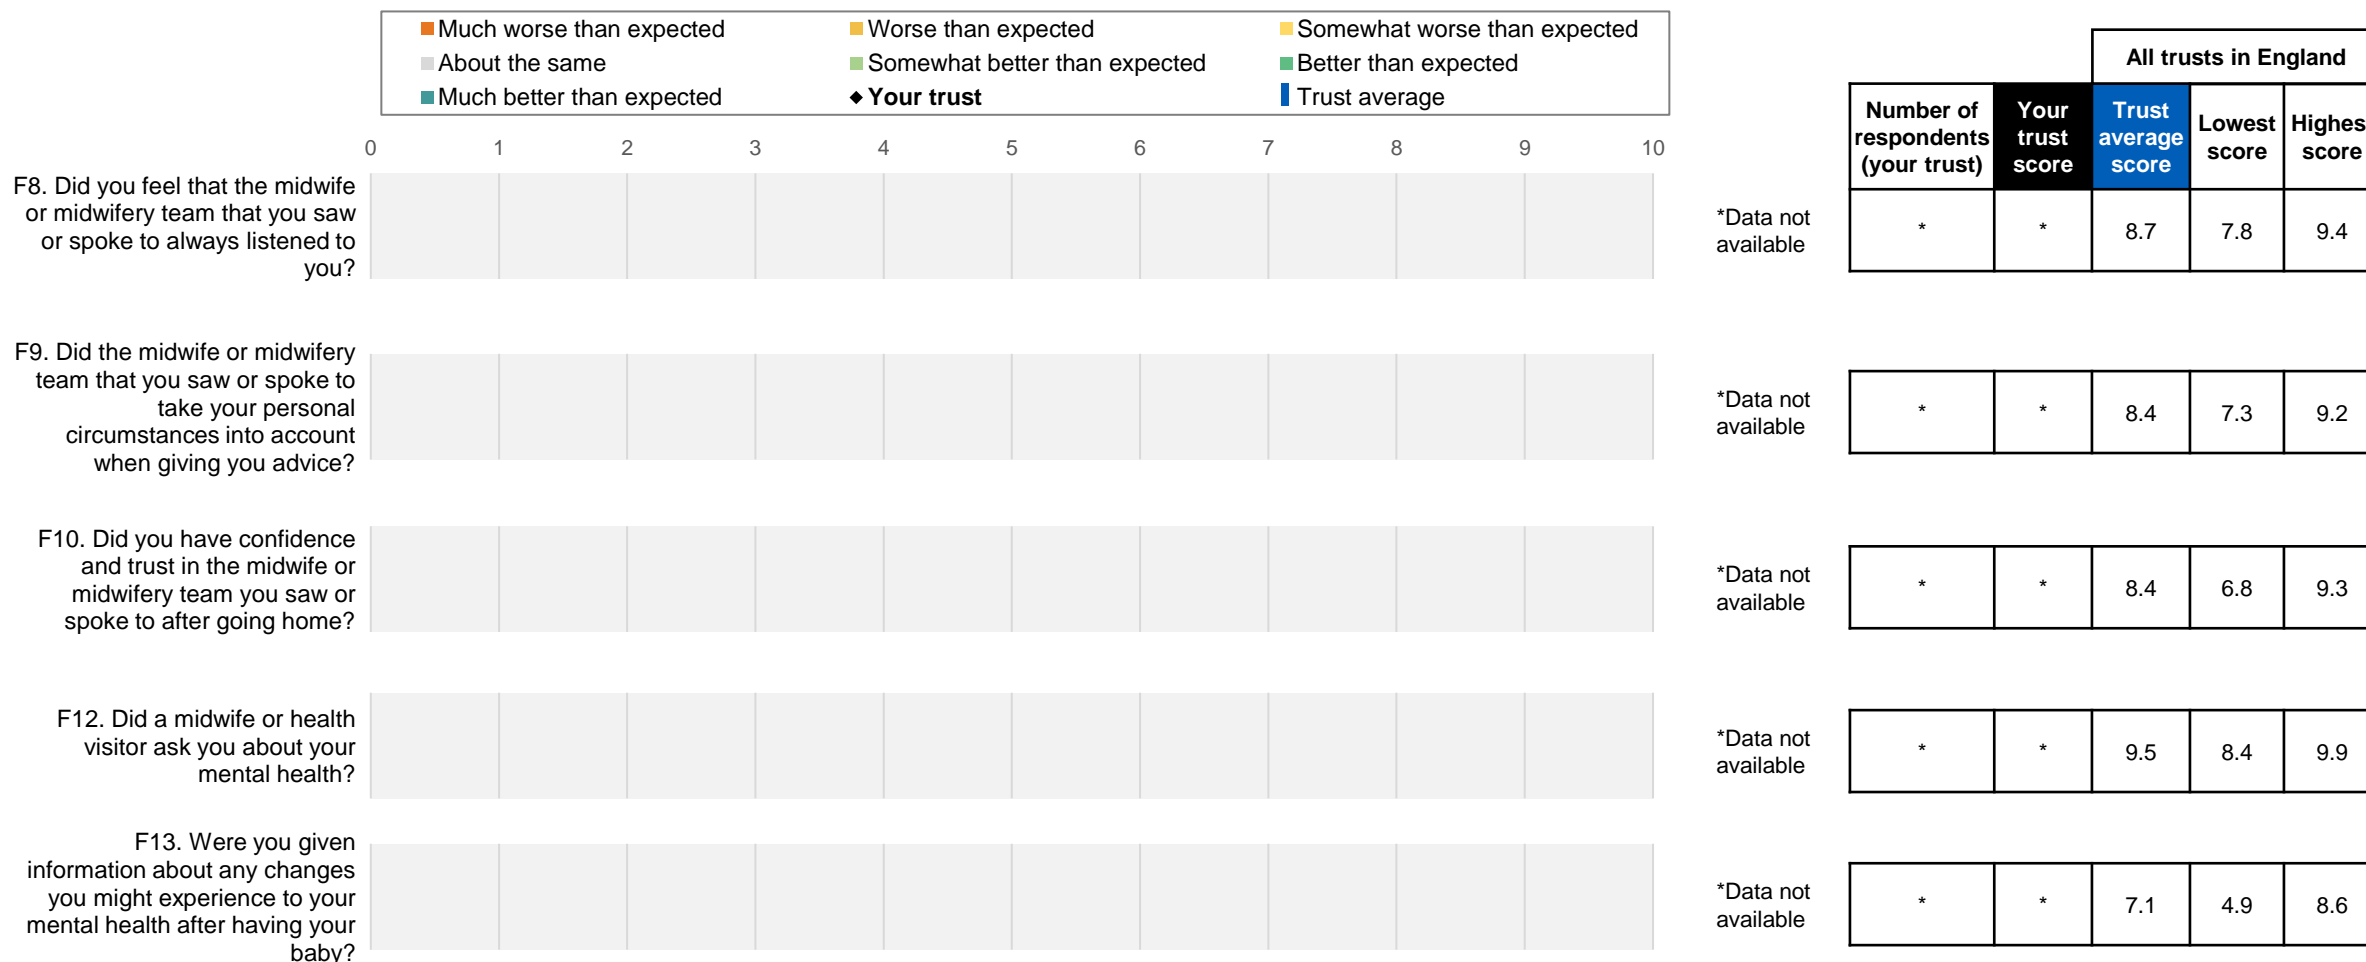 Much worse than expected
Worse than expected
Somewhat worse than expected
About the same
Somewhat better than expected
Better than expected
Much better than expected
Your trust
Trust average
All trusts in England
Number of
respondents
(your trust)
Your
trust
score
Trust
average
score
Lowest
score
Highes
score
0 1 2 3 4 5 6 7 8 9 10
F8. Did you feel that the midwife
or midwifery team that you saw
or spoke to always listened to
you?
*Data not
available
* * 8.7 7.8 9.4
F9. Did the midwife or midwifery
team that you saw or spoke to
take your personal
circumstances into account
when giving you advice?
*Data not
available
* * 8.4 7.3 9.2
F10. Did you have confidence
and trust in the midwife or
midwifery team you saw or
spoke to after going home?
*Data not
available
* * 8.4 6.8 9.3
F12. Did a midwife or health
visitor ask you about your
mental health?
*Data not
available
* * 9.5 8.4 9.9
F13. Were you given
information about any changes
you might experience to your
mental health after having your
baby?
*Data not
available
* * 7.1 4.9 8.6